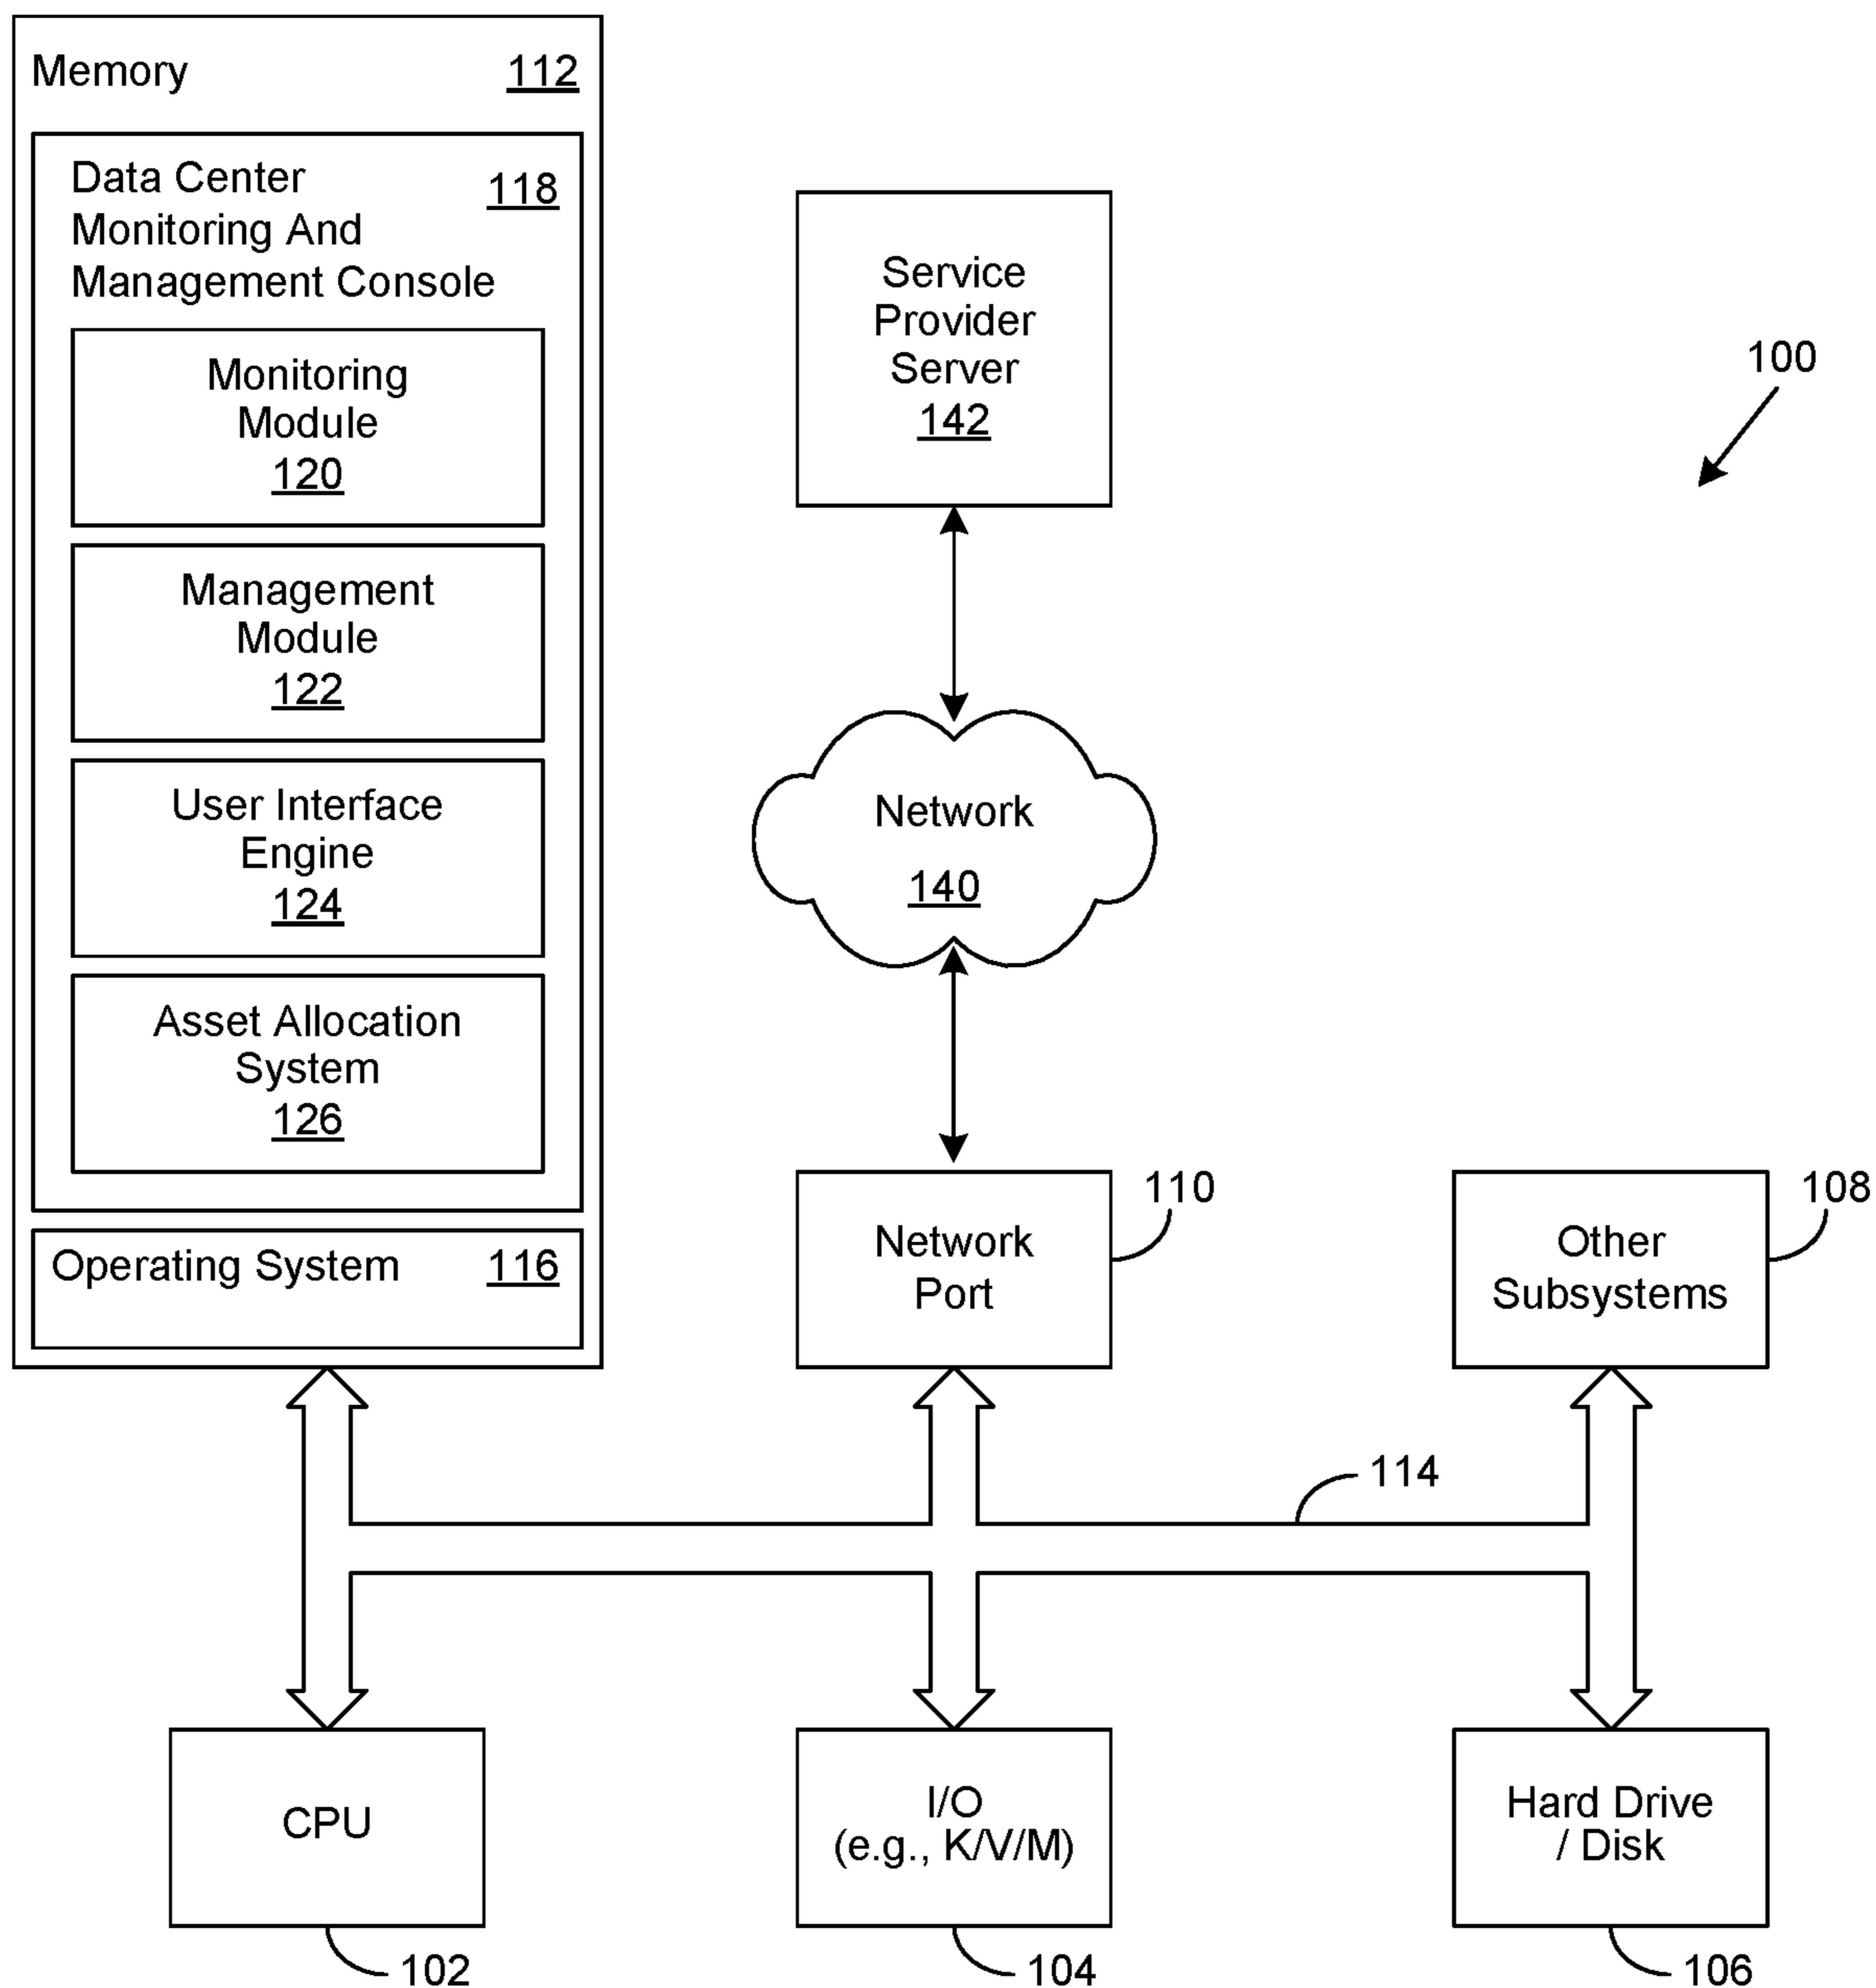 Memory 112
Data Center 118
Monitoring And
Management Console
Monitoring
Module
120
Management
Module
122
User Interface
Engine
124
Asset Allocation
System
126
Operating System 116
Service
Provider
Server
142
100
Network
140
Network
Port
110
Other
Subsystems
108
114
CPU
102
I/O
(e.g., K/V/M)
104
Hard Drive
/ Disk
106